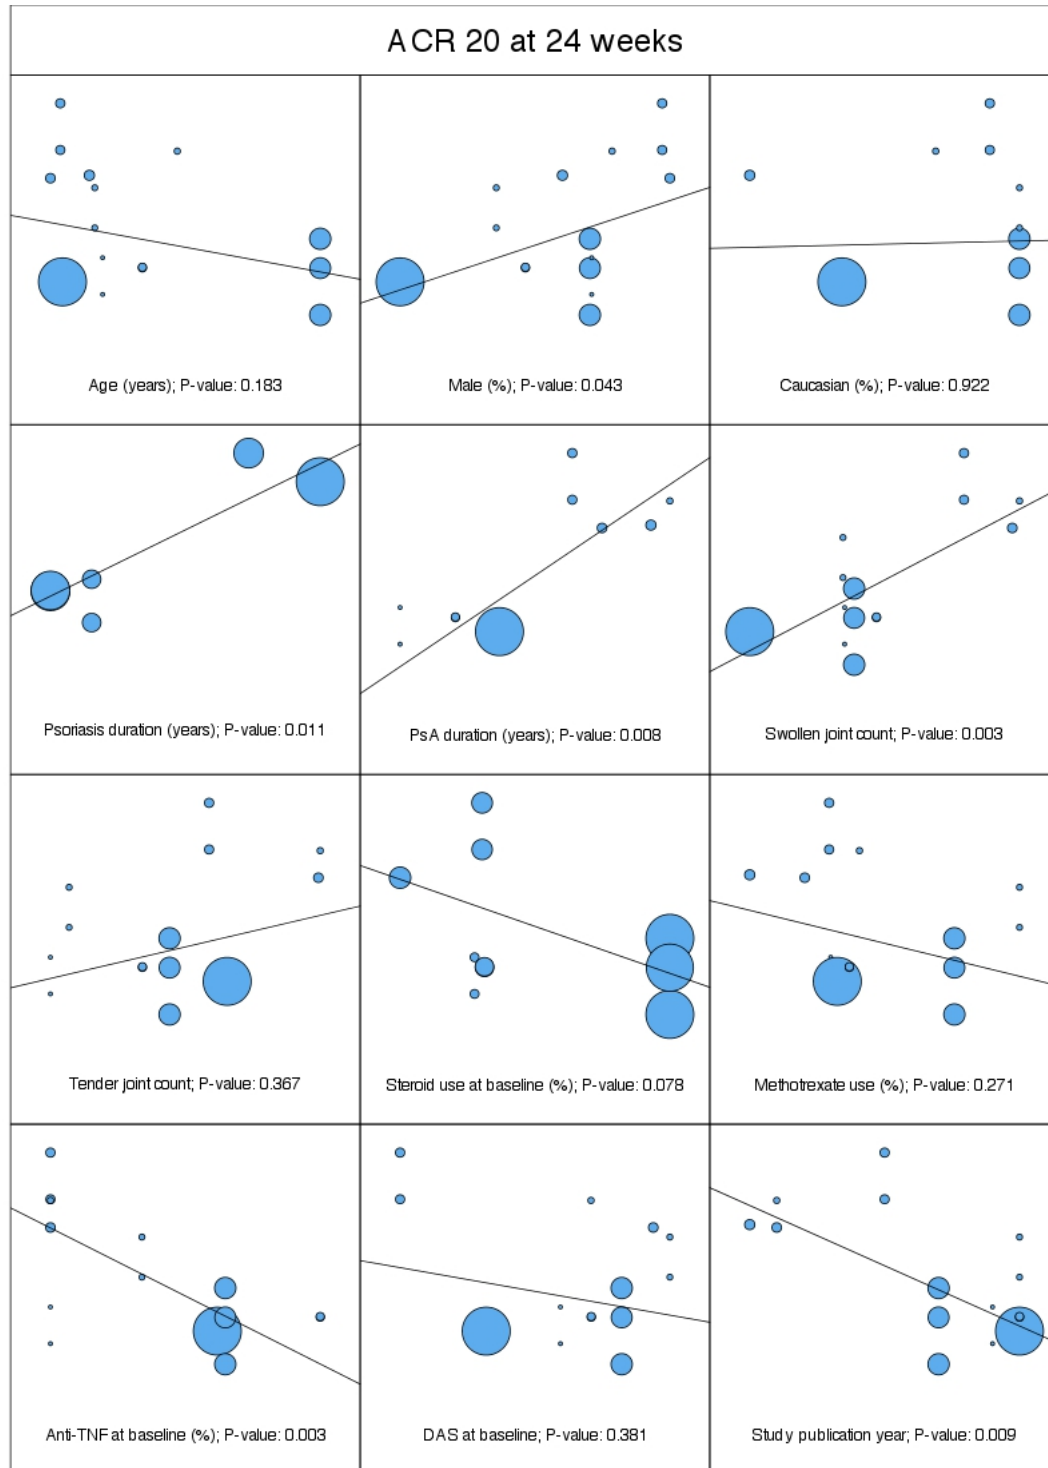 ACR 20 at 24 weeks
Age (years); P-value: 0.183
Male (%); P-value: 0.043
Caucasian (%); P-value: 0.922
Psoriasis duration (years); P-value: 0.011
PsA duration (years); P-value: 0.008
Swollen joint count; P-value: 0.003
Tender joint count; P-value: 0.367
Steroid use at baseline (%); P-value: 0.078
Methotrexate use (%); P-value: 0.271
Anti-TNF at baseline (%); P-value: 0.003
DAS at baseline; P-value: 0.381
Study publication year; P-value: 0.009